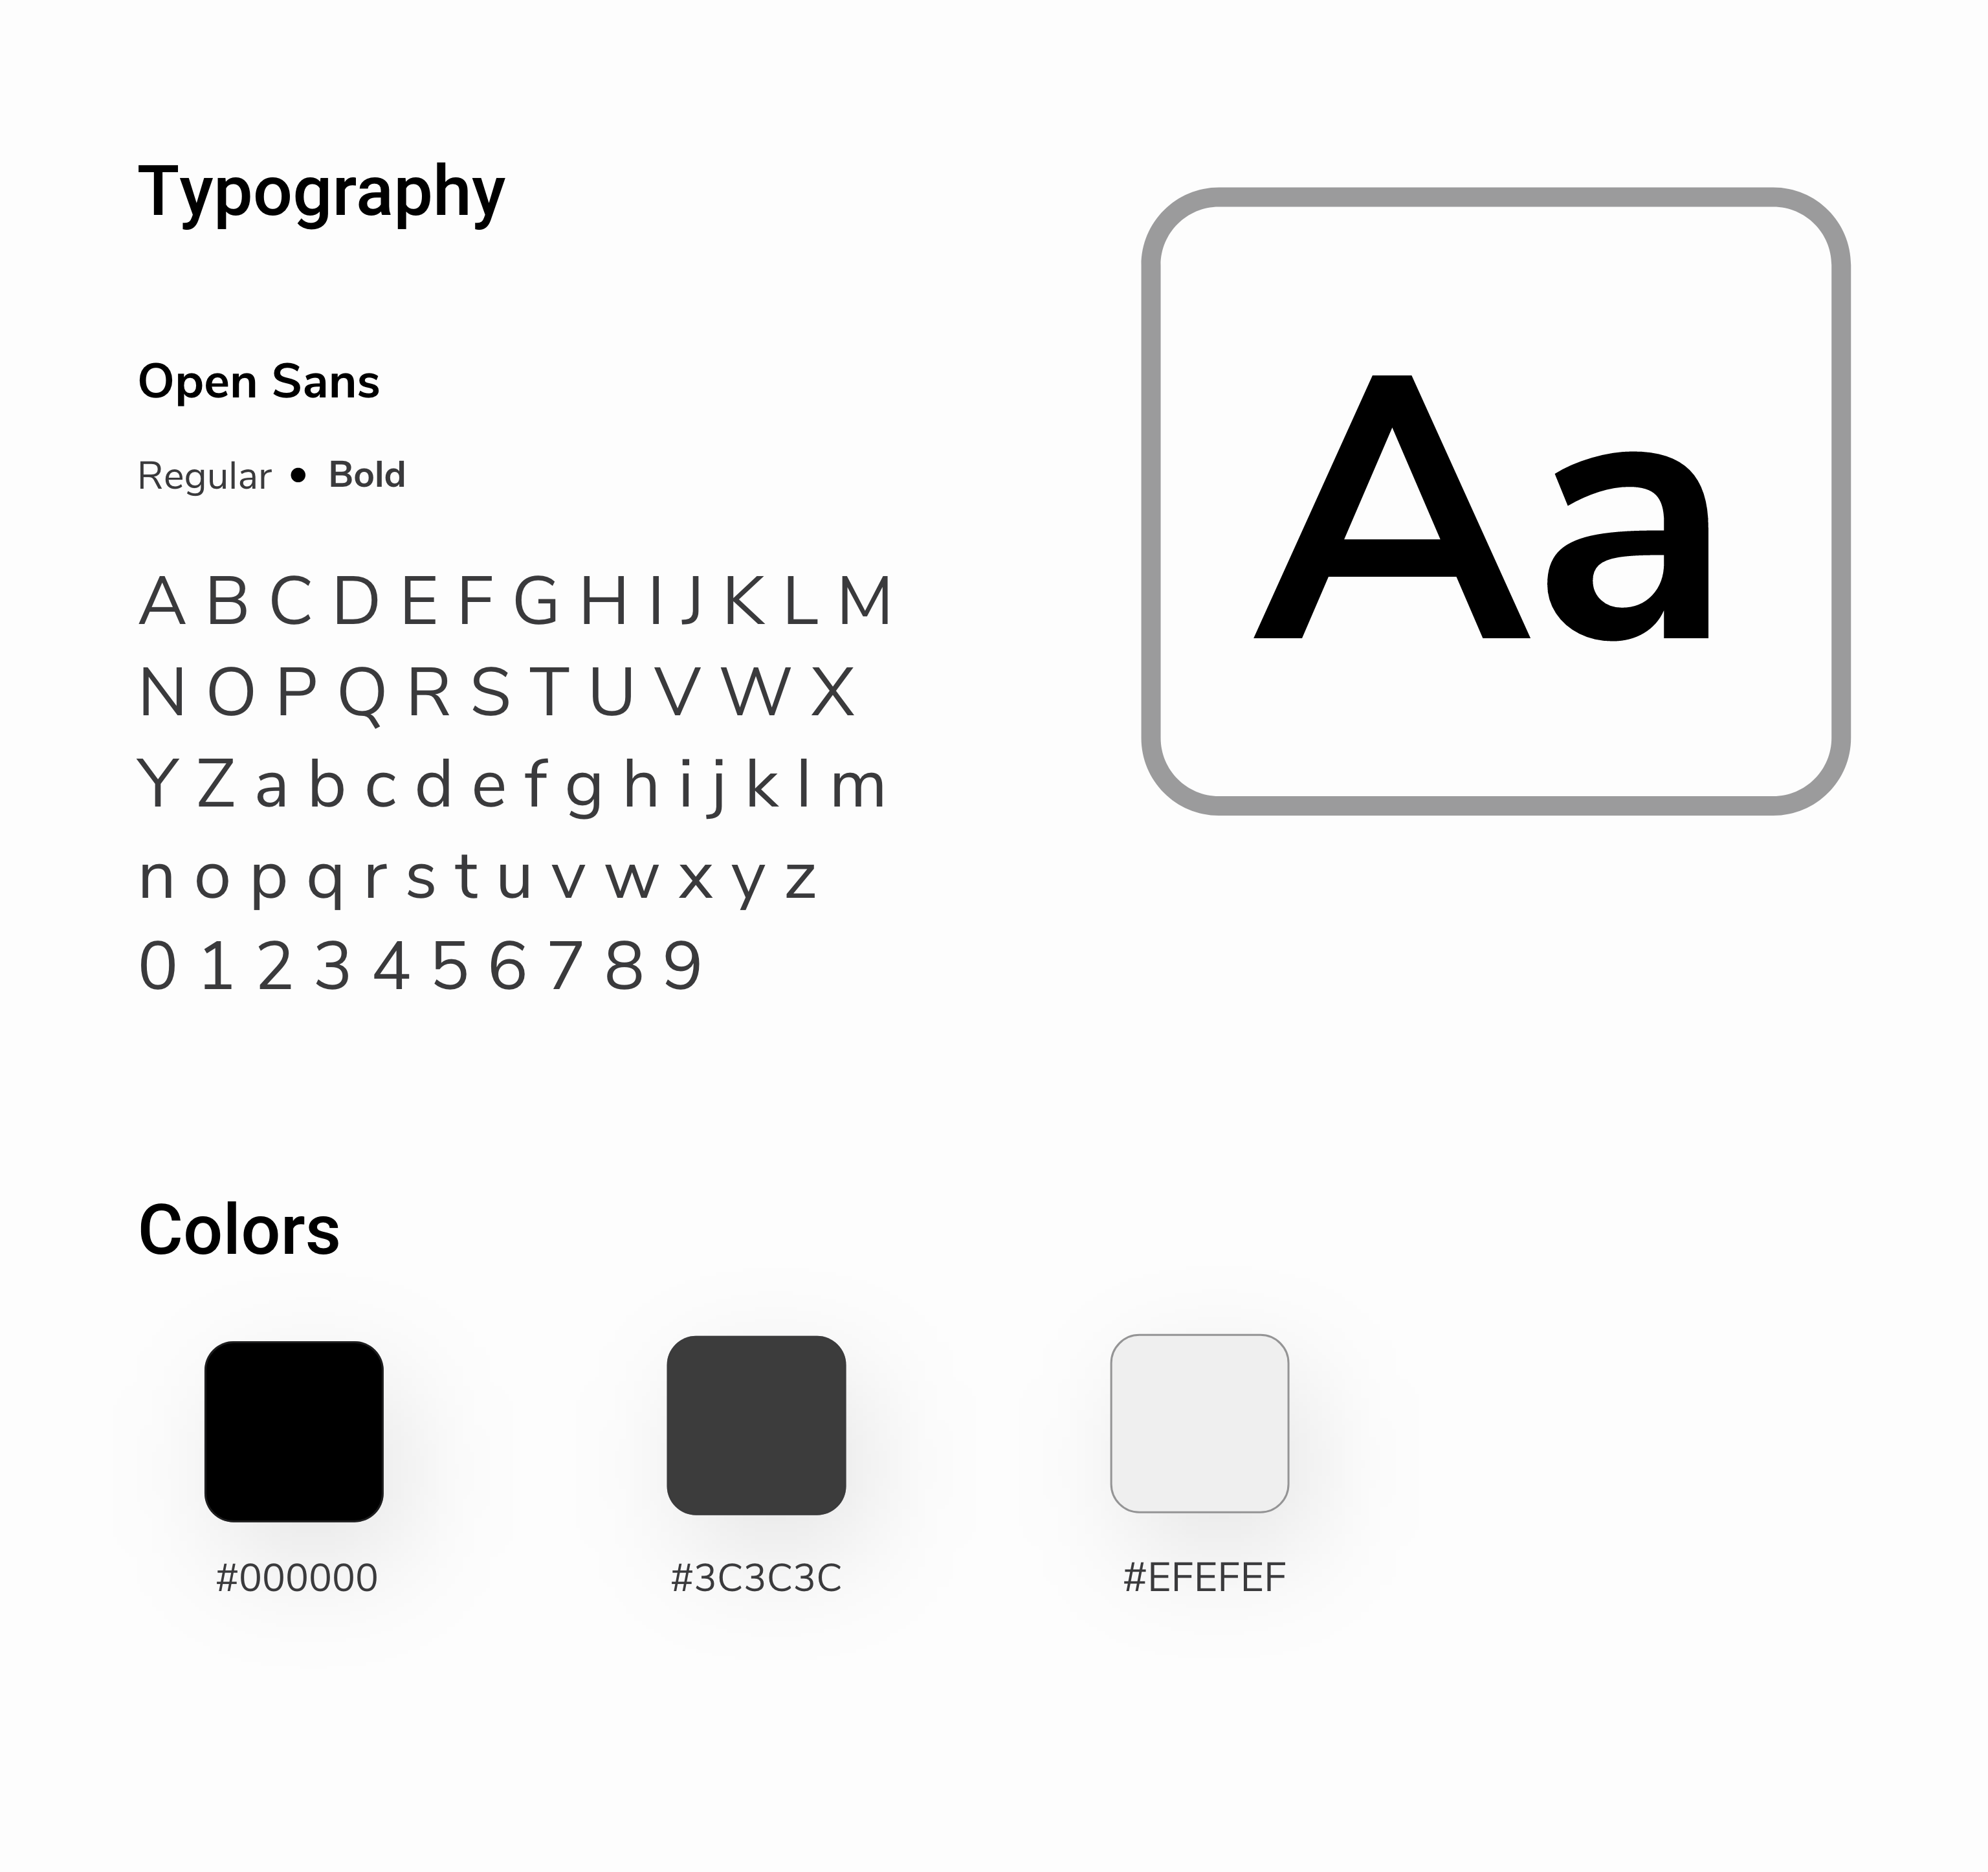 Typography
Aa
Open Sans
Regular • Bold
A B C D E F G H I J K L M
N O P Q R S T U V W X
Y Z a b c d e f g h i j k l m
n o p q r s t u v w x y z
0 1 2 3 4 5 6 7 8 9
Colors
#000000
#3C3C3C
#EFEFEF